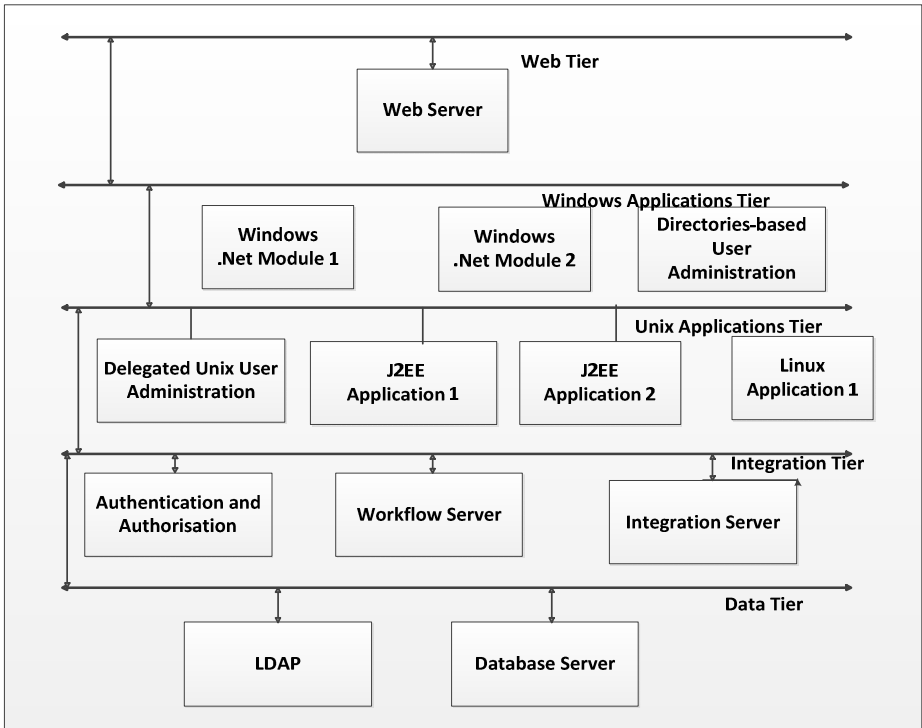 Web Tier
Web Server
Windows Applications Tier
Windows
.Net Module 1
Windows
.Net Module 2
Directories-based
User
Administration
Unix Applications Tier
Delegated Unix User
Administration
J2EE
Application 1
J2EE
Application 2
Linux
Application 1
Integration Tier
Authentication and
Authorisation
Workflow Server
Integration Server
Data Tier
LDAP
Database Server